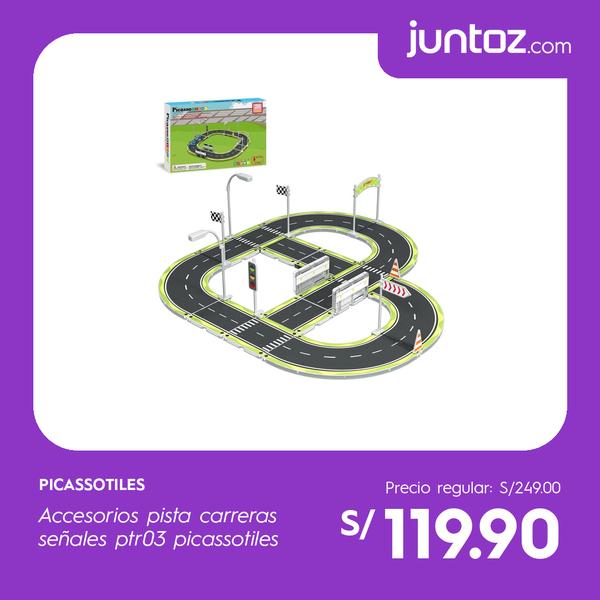 juntoz.com
PICASSOTILES
Accesorios pista carreras
señales ptr03 picassotiles
Precio regular: S/249.00
S/119.90